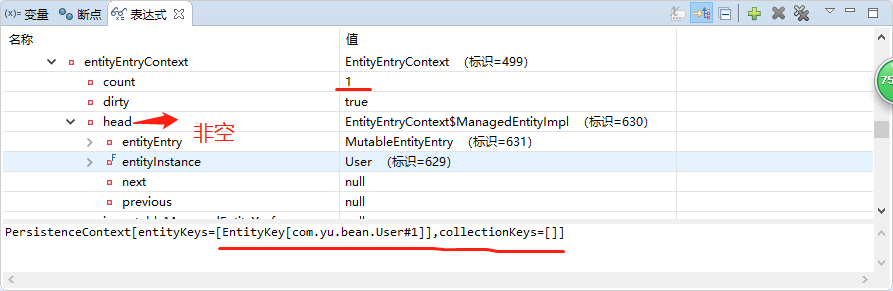 (x)= 变量 断点 表达式
名称 值
entityEntryContext EntityEntryContext （标识=499）
count 1
dirty true
head EntityEntryContext$ManagedEntityImpl （标识=630）
非空
entityEntry MutableEntityEntry （标识=631）
entityInstance User （标识=629）
next null
previous null
PersistenceContext[entityKeys=[EntityKey[com.yu.bean.User#1]],collectionKeys=[]]
75